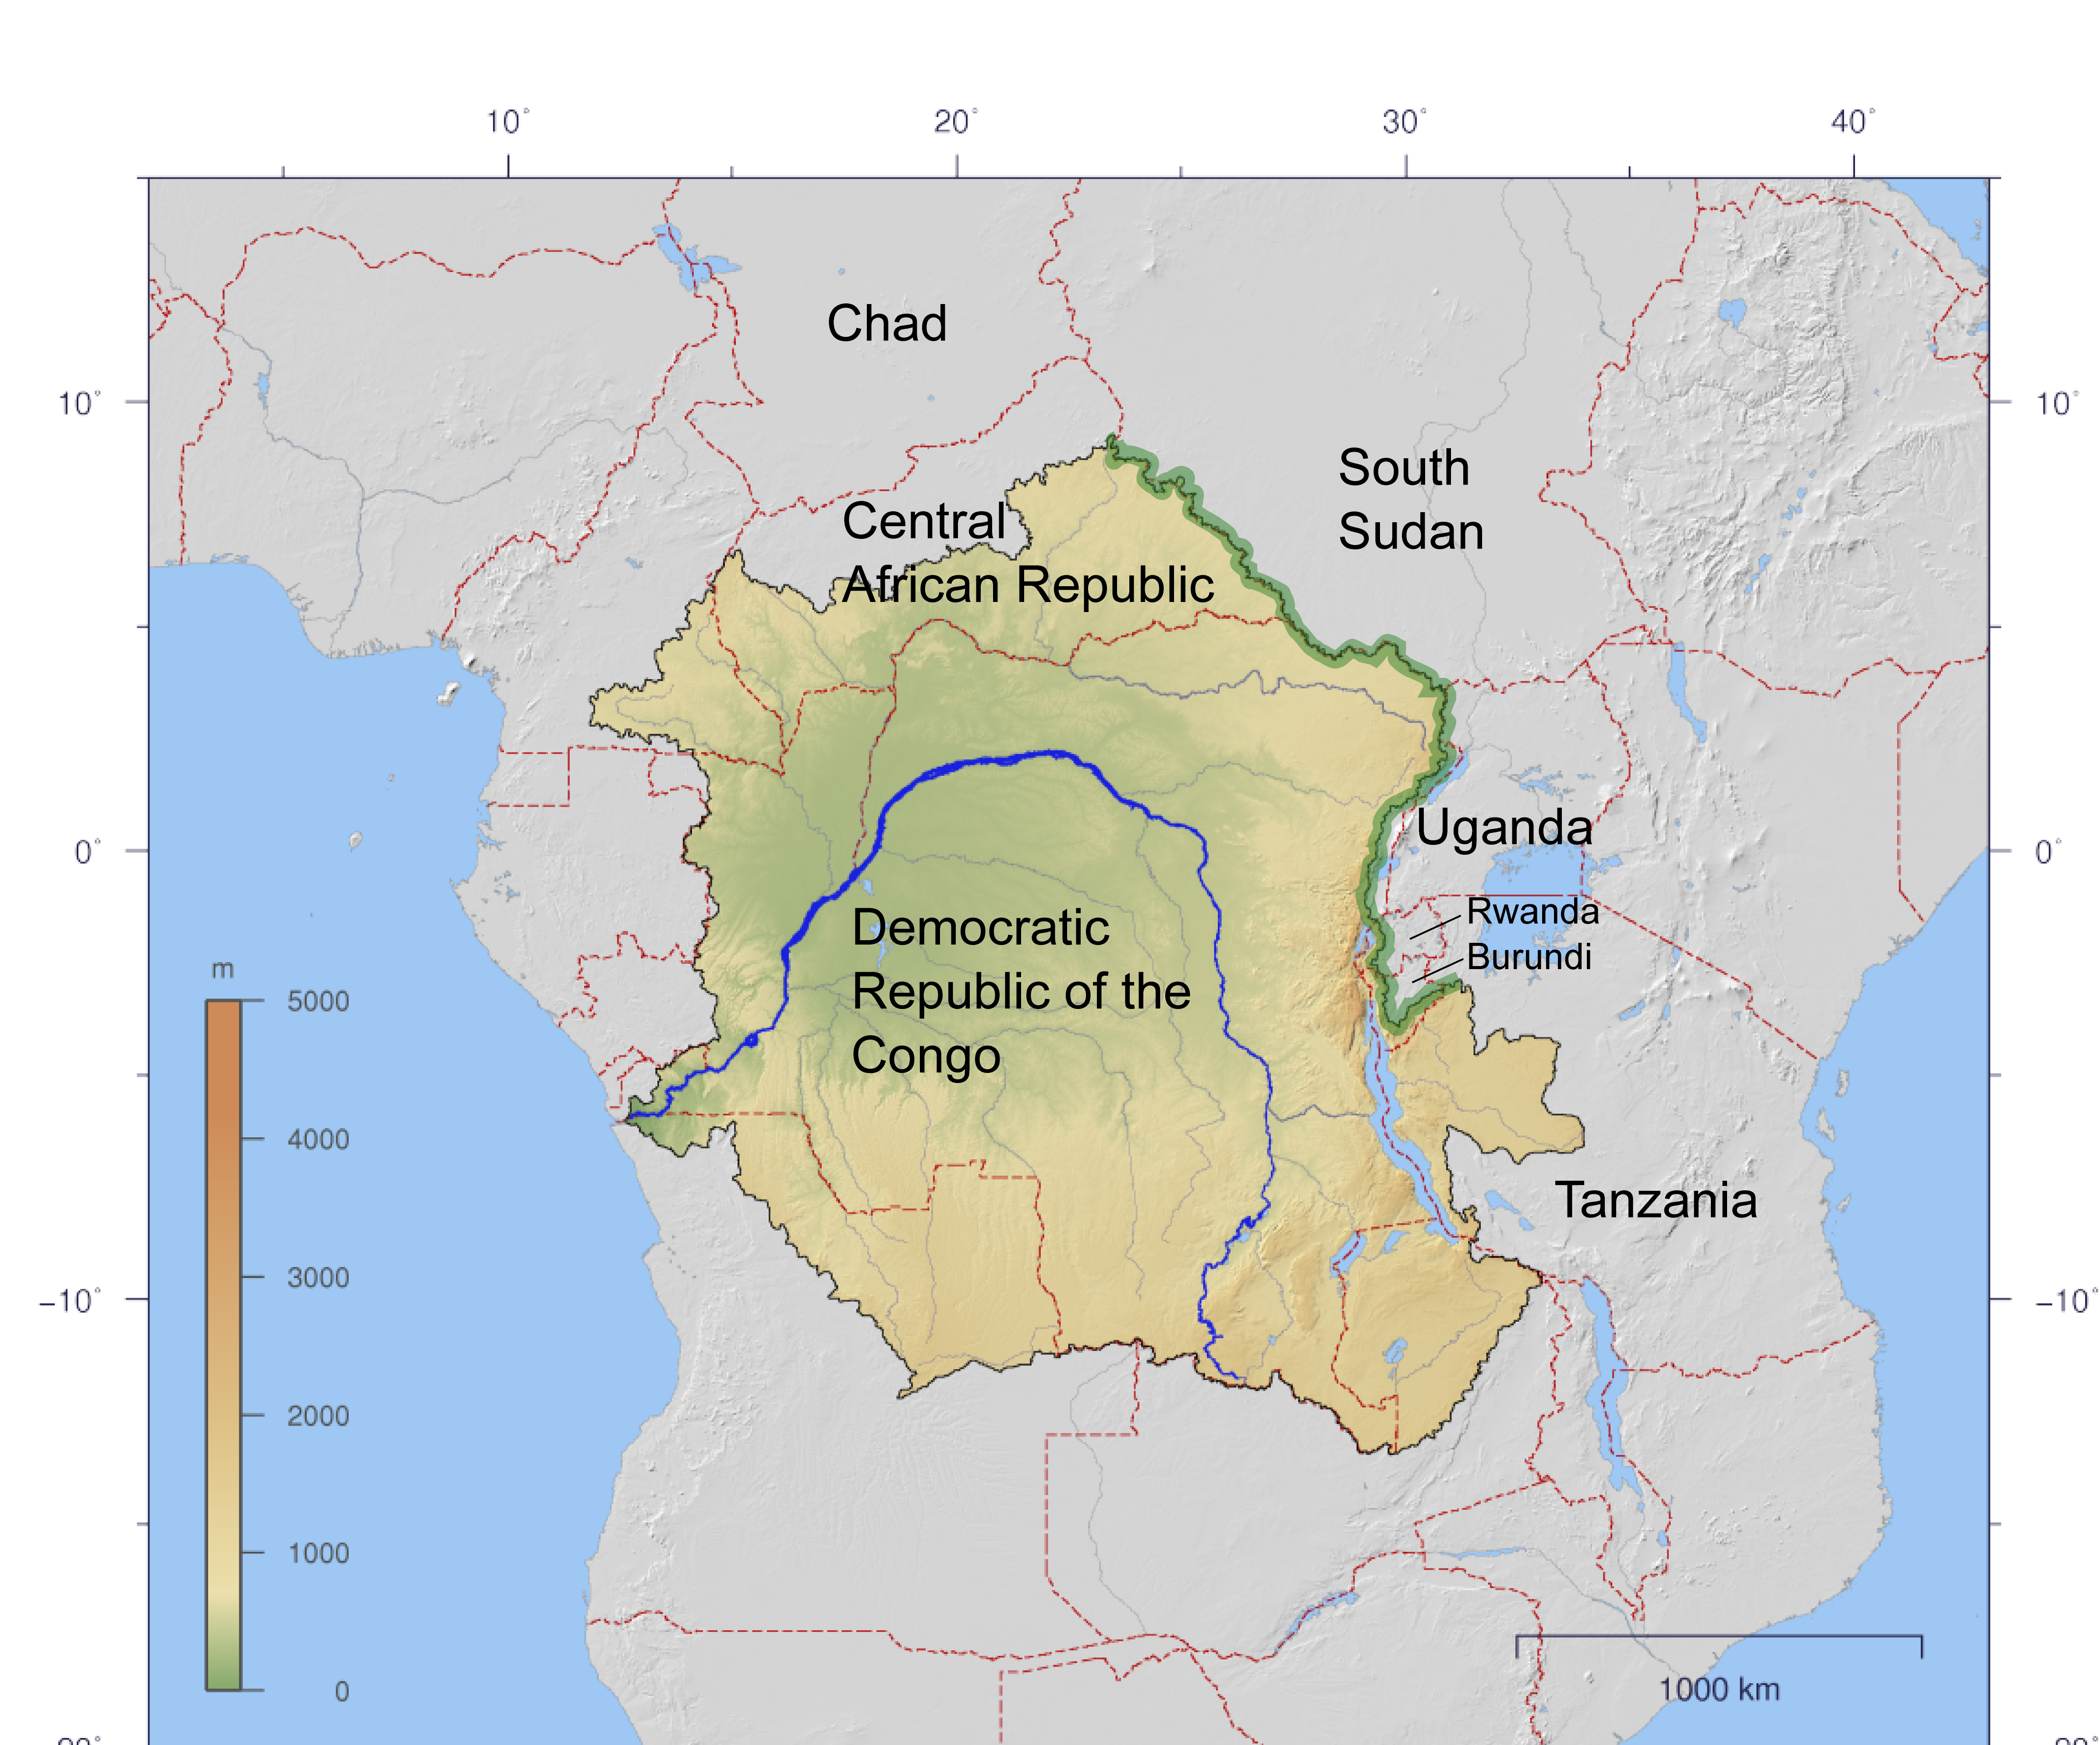 10°
20°
30°
40°
Chad
10°
10°
South
Sudan
Central
African Republic
Uganda
0°
0°
Rwanda
Burundi
Democratic
Republic of the
Congo
m
5000
4000
3000
2000
1000
0
Tanzania
−10°
−10°
1000 km